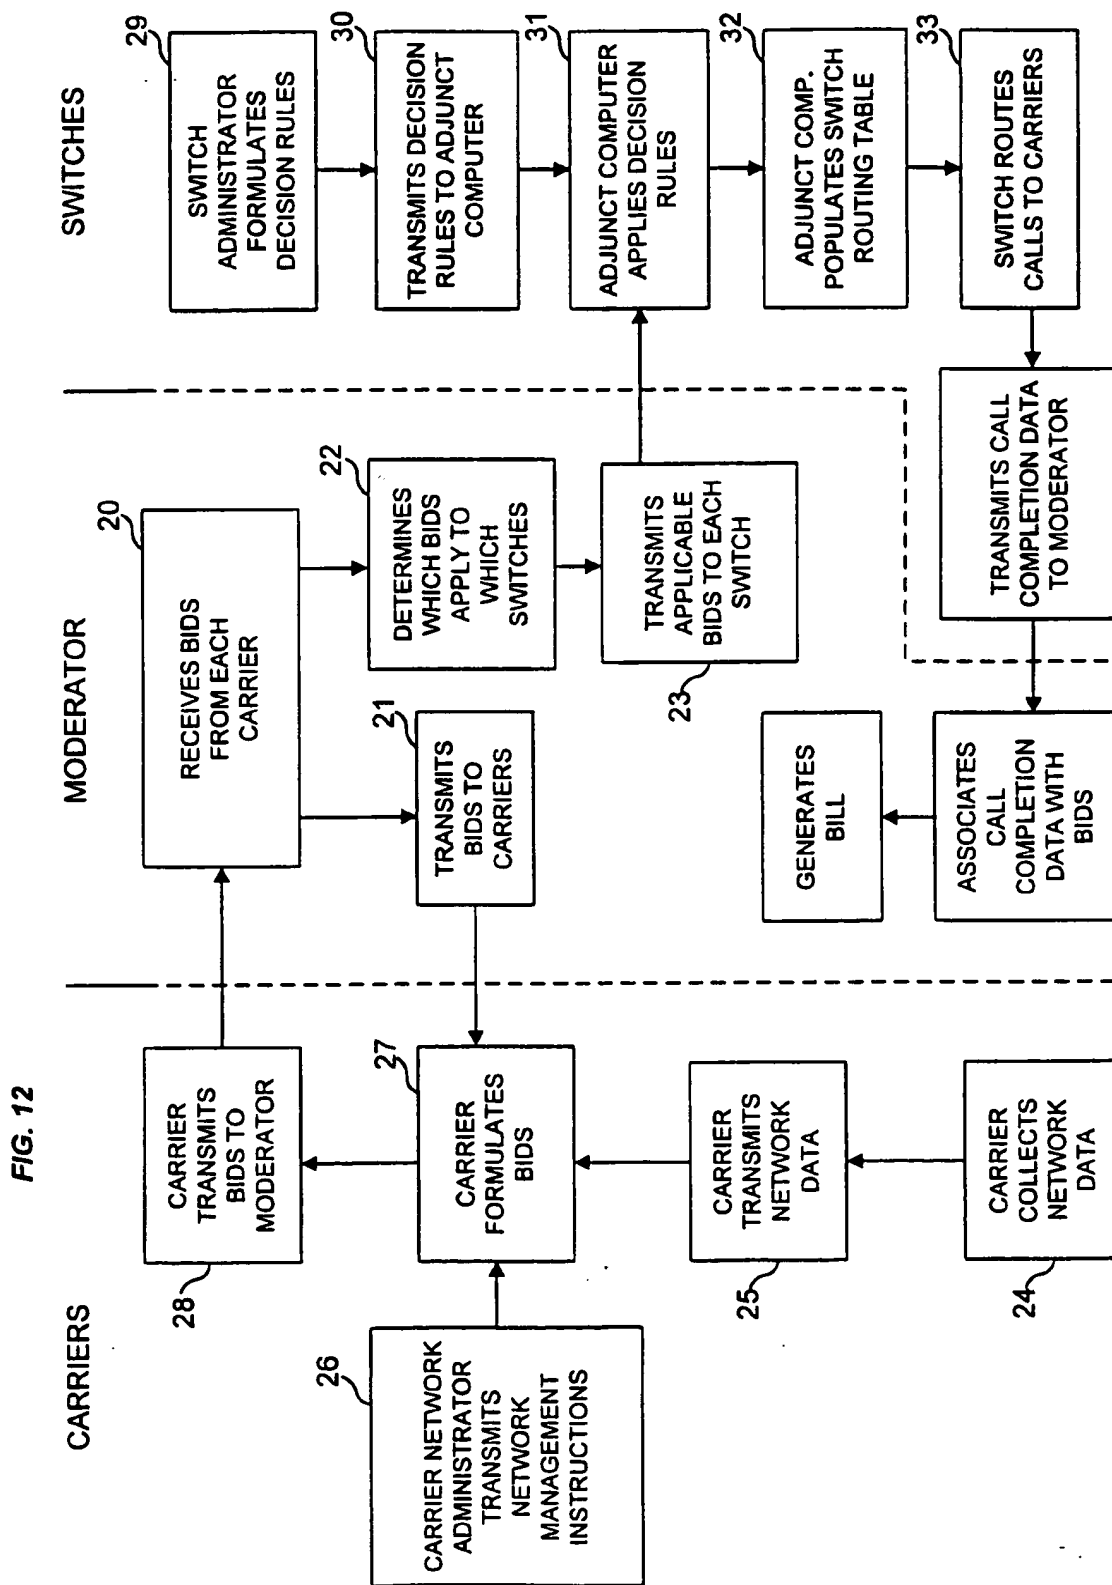 FIG. 12
CARRIERS
MODERATOR
SWITCHES
28
CARRIER
TRANSMITS
BIDS TO
MODERATOR
26
CARRIER NETWORK
ADMINISTRATOR
TRANSMITS
NETWORK
MANAGEMENT
INSTRUCTIONS
27
CARRIER
FORMULATES
BIDS
25
CARRIER
TRANSMITS
NETWORK
DATA
24
CARRIER
COLLECTS
NETWORK
DATA
20
RECEIVES BIDS
FROM EACH
CARRIER
21
TRANSMITS
BIDS TO
CARRIERS
22
DETERMINES
WHICH BIDS
APPLY TO
WHICH
SWITCHES
23
TRANSMITS
APPLICABLE
BIDS TO EACH
SWITCH
GENERATES
BILL
ASSOCIATES
CALL
COMPLETION
DATA WITH
BIDS
29
SWITCH
ADMINISTRATOR
FORMULATES
DECISION RULES
30
TRANSMITS DECISION
RULES TO ADJUNCT
COMPUTER
31
ADJUNCT COMPUTER
APPLIES DECISION
RULES
32
ADJUNCT COMP.
POPULATES SWITCH
ROUTING TABLE
33
SWITCH ROUTES
CALLS TO CARRIERS
TRANSMITS CALL
COMPLETION DATA
TO MODERATOR